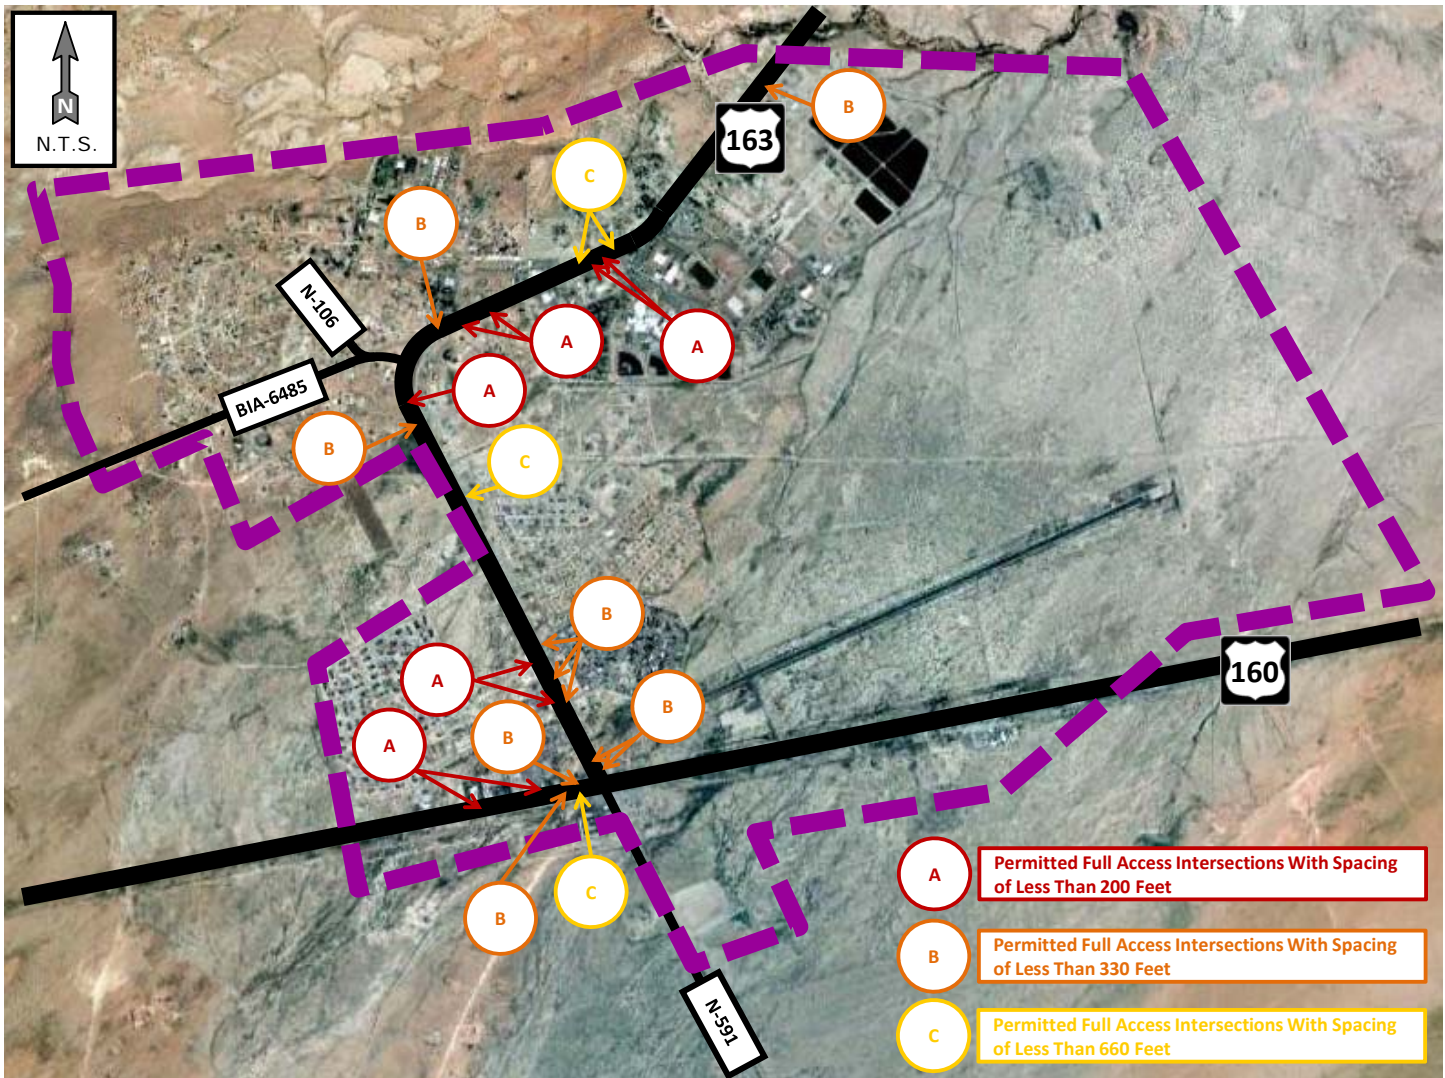 N
N.T.S.
B
163
C
B
N-106
A
A
A
BIA-6485
B
C
B
A
B
160
B
A
B
C
A
Permitted Full Access Intersections With Spacing
of Less Than 200 Feet
B
Permitted Full Access Intersections With Spacing
of Less Than 330 Feet
N-591
C
Permitted Full Access Intersections With Spacing
of Less Than 660 Feet